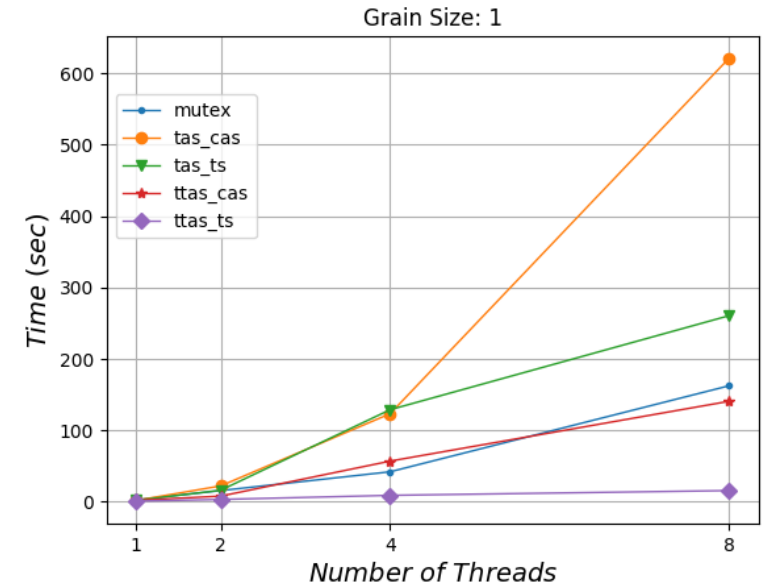 Grain Size: 1
600
500
400
300
200
100
0
Time (sec)
mutex
tas_cas
tas_ts
ttas_cas
ttas_ts
1 2 4 8
Number of Threads